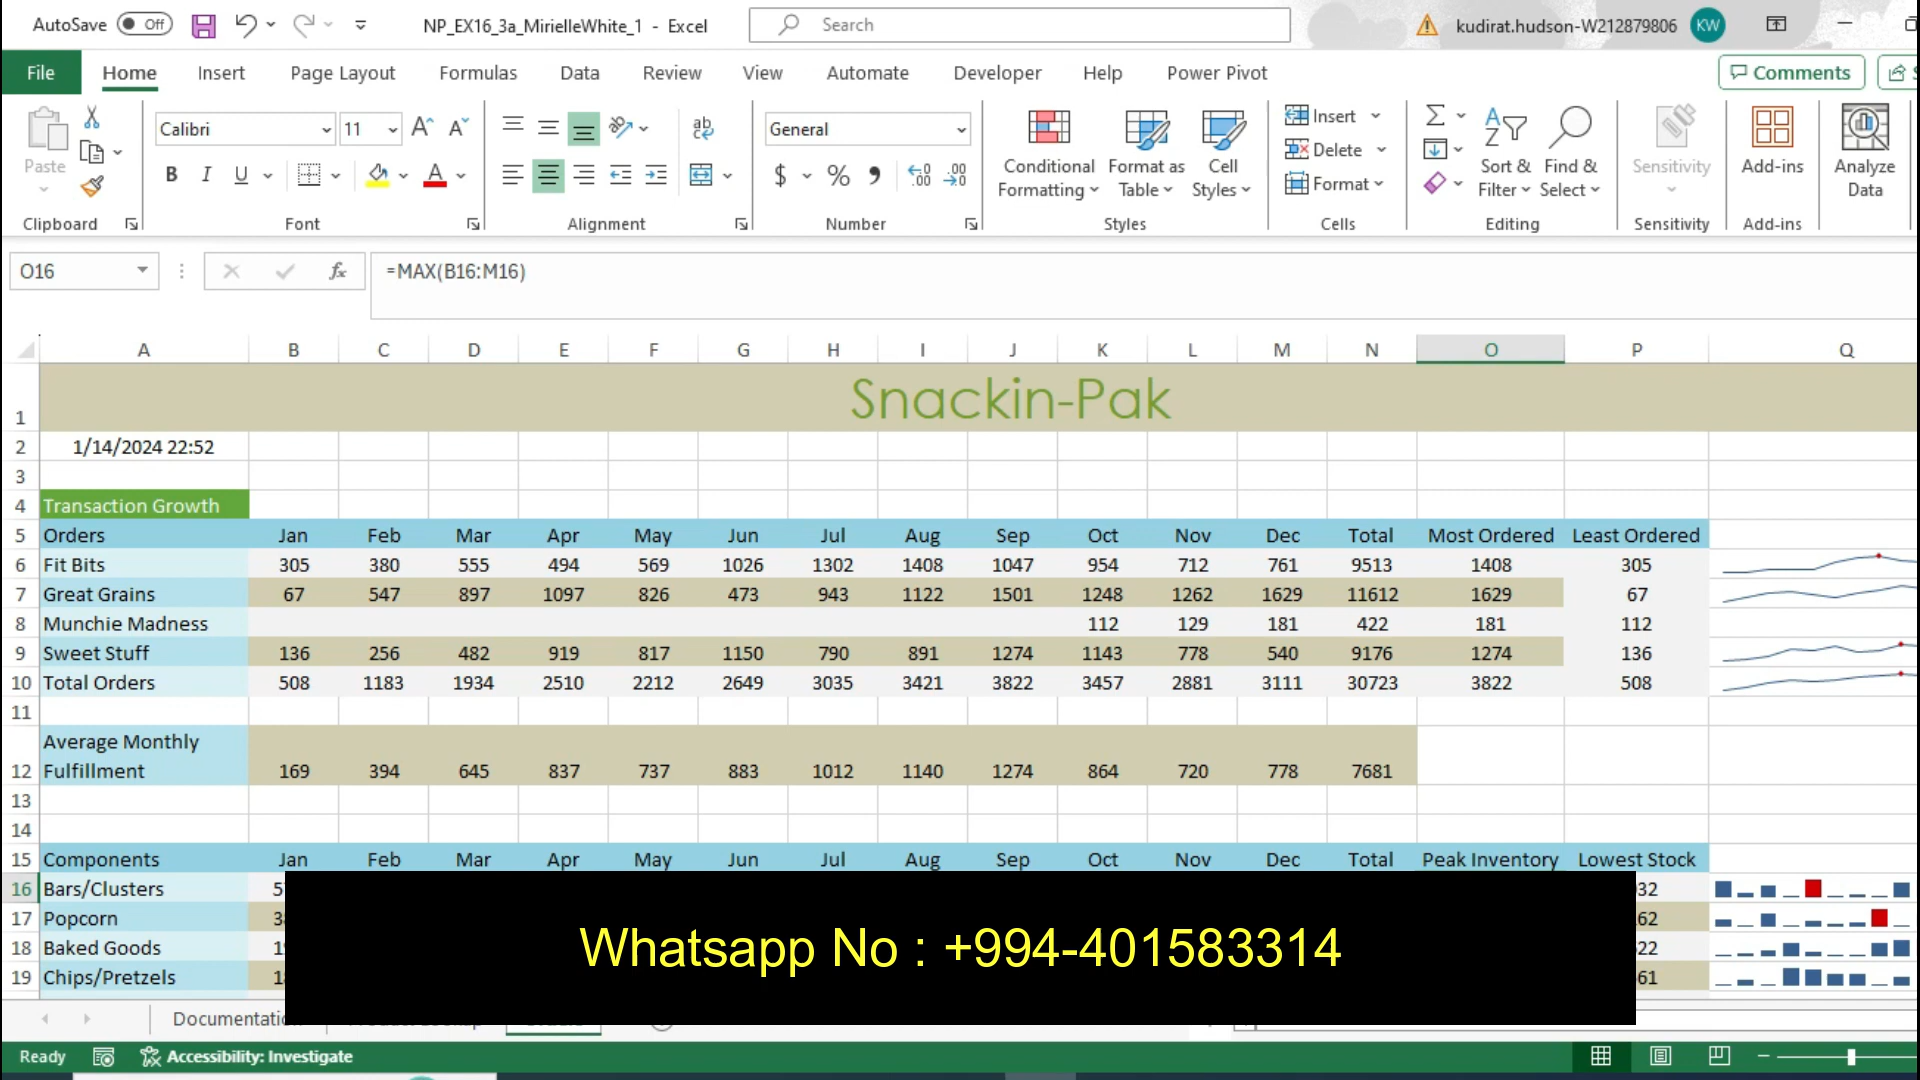 AutoSave Off NP_EX16_3a_MirielleWhite_1 - Excel Search kudirat.hudson-W212879806 KW
File Home Insert Page Layout Formulas Data Review View Automate Developer Help Power Pivot Comments
Paste Calibri 11 General Conditional Formatting Format as Table Cell Styles Insert Delete Format Sort & Filter Find & Select Sensitivity Add-ins Analyze Data
Clipboard Font Alignment Number Styles Cells Editing Sensitivity Add-ins
O16 fx =MAX(B16:M16)
A B C D E F G H I J K L M N O P Q
1 Snackin-Pak
2 1/14/2024 22:52
3
4 Transaction Growth
5 Orders Jan Feb Mar Apr May Jun Jul Aug Sep Oct Nov Dec Total Most Ordered Least Ordered
6 Fit Bits 305 380 555 494 569 1026 1302 1408 1047 954 712 761 9513 1408 305
7 Great Grains 67 547 897 1097 826 473 943 1122 1501 1248 1262 1629 11612 1629 67
8 Munchie Madness 112 129 181 422 181 112
9 Sweet Stuff 136 256 482 919 817 1150 790 891 1274 1143 778 540 9176 1274 136
10 Total Orders 508 1183 1934 2510 2212 2649 3035 3421 3822 3457 2881 3111 30723 3822 508
11
Average Monthly
12 Fulfillment 169 394 645 837 737 883 1012 1140 1274 864 720 778 7681
13
14
15 Components Jan Feb Mar Apr May Jun Jul Aug Sep Oct Nov Dec Total Peak Inventory Lowest Stock
16 Bars/Clusters
17 Popcorn
18 Baked Goods
19 Chips/Pretzels
Whatsapp No : +994-401583314
Ready Accessibility: Investigate